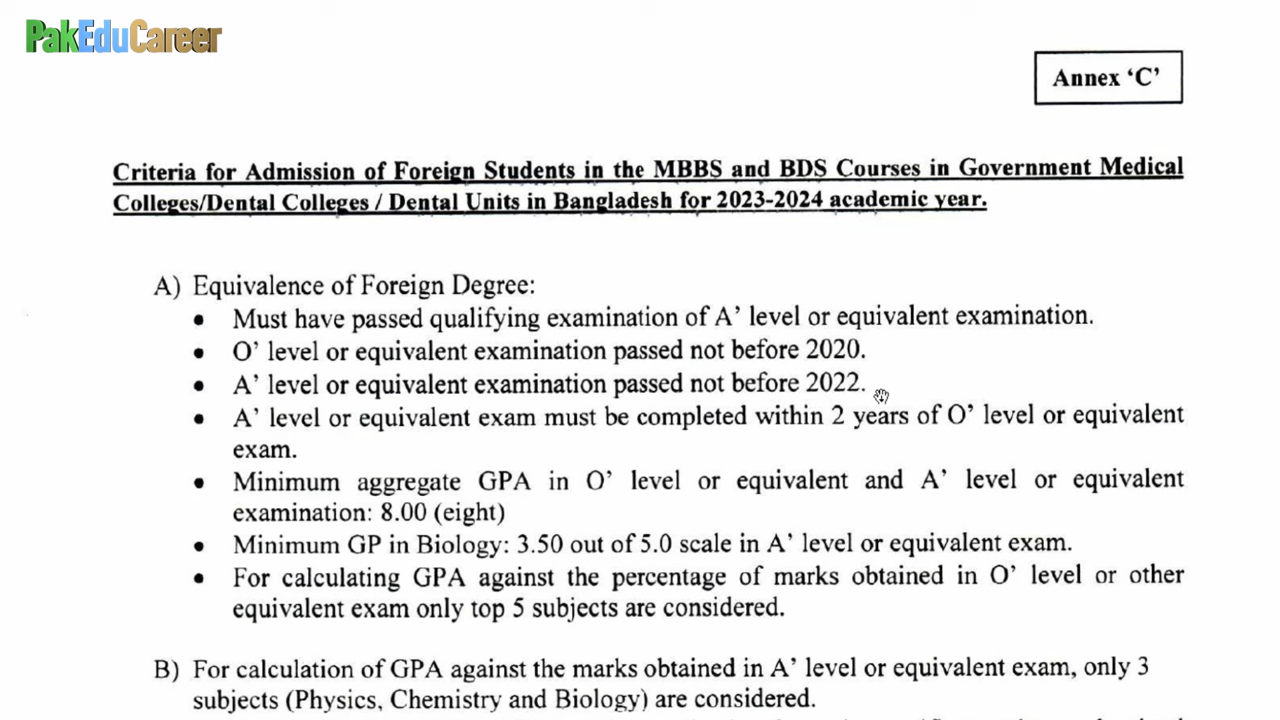 PakEduCareer
Annex ‘C’
Criteria for Admission of Foreign Students in the MBBS and BDS Courses in Government Medical
Colleges/Dental Colleges / Dental Units in Bangladesh for 2023-2024 academic year.
A) Equivalence of Foreign Degree:
• Must have passed qualifying examination of A’ level or equivalent examination.
• O’ level or equivalent examination passed not before 2020.
• A’ level or equivalent examination passed not before 2022.
• A’ level or equivalent exam must be completed within 2 years of O’ level or equivalent
exam.
• Minimum aggregate GPA in O’ level or equivalent and A’ level or equivalent
examination: 8.00 (eight)
• Minimum GP in Biology: 3.50 out of 5.0 scale in A’ level or equivalent exam.
• For calculating GPA against the percentage of marks obtained in O’ level or other
equivalent exam only top 5 subjects are considered.
B) For calculation of GPA against the marks obtained in A’ level or equivalent exam, only 3
subjects (Physics, Chemistry and Biology) are considered.